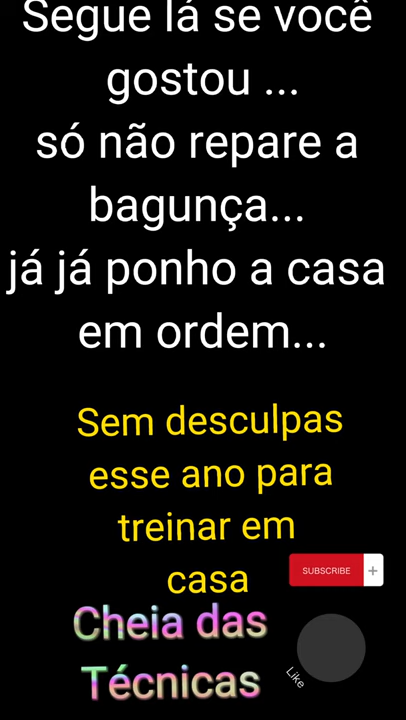 Segue lá se você
gostou ...
só não repare a
bagunça...
já já ponho a casa
em ordem...
Sem desculpas
esse ano para
treinar em
casa
SUBSCRIBE +
Cheia das
Técnicas
Like